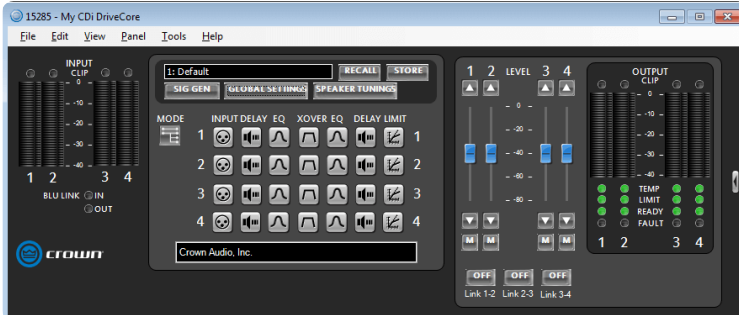 15285 - My CDi DriveCore
File Edit View Panel Tools Help
INPUT
CLIP
- 0 -
- -20 -
- -30 -
- -40 -
1 2 3 4
BLU LINK IN
OUT
crown
1: Default RECALL STORE
SIG GEN GLOBAL SETTINGS SPEAKER TUNINGS
MODE INPUT DELAY EQ XOVER EQ DELAY LIMIT
1 1
2 2
3 3
4 4
Crown Audio, Inc.
1 2 LEVEL 3 4
- 0 -
- -20 -
- -40 -
- -60 -
- -80 -
M M M M
OFF OFF OFF
Link 1-2 Link 2-3 Link 3-4
OUTPUT
CLIP
- 0 -
- -20 -
- -30 -
TEMP
LIMIT
READY
FAULT
1 2 3 4